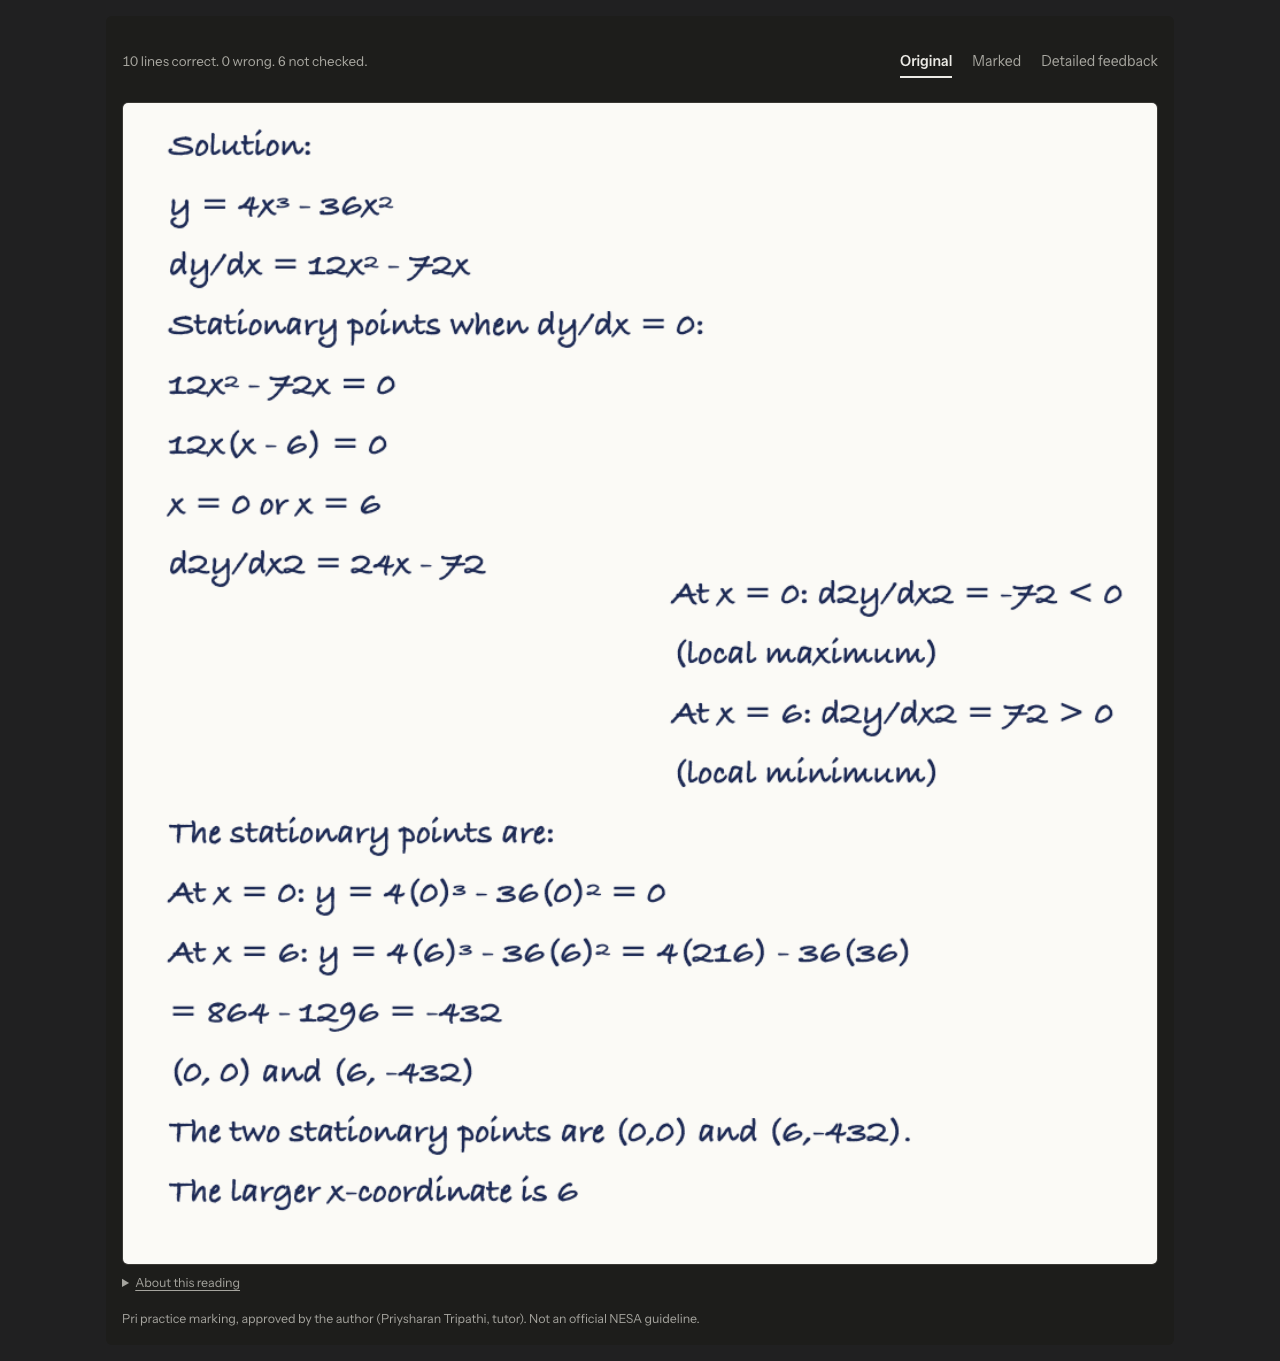 10 lines correct. 0 wrong. 6 not checked.
Original Marked Detailed feedback
Solution:
y = 4x³ - 36x²
dy/dx = 12x² - 72x
Stationary points when dy/dx = 0:
12x² - 72x = 0
12x(x - 6) = 0
x = 0 or x = 6
d2y/dx2 = 24x - 72
At x = 0: d2y/dx2 = -72 < 0
(local maximum)
At x = 6: d2y/dx2 = 72 > 0
(local minimum)
The stationary points are:
At x = 0: y = 4(0)³ - 36(0)² = 0
At x = 6: y = 4(6)³ - 36(6)² = 4(216) - 36(36)
= 864 - 1296 = -432
(0, 0) and (6, -432)
The two stationary points are (0,0) and (6,-432).
The larger x-coordinate is 6
About this reading
Pri practice marking, approved by the author (Priysharan Tripathi, tutor). Not an official NESA guideline.